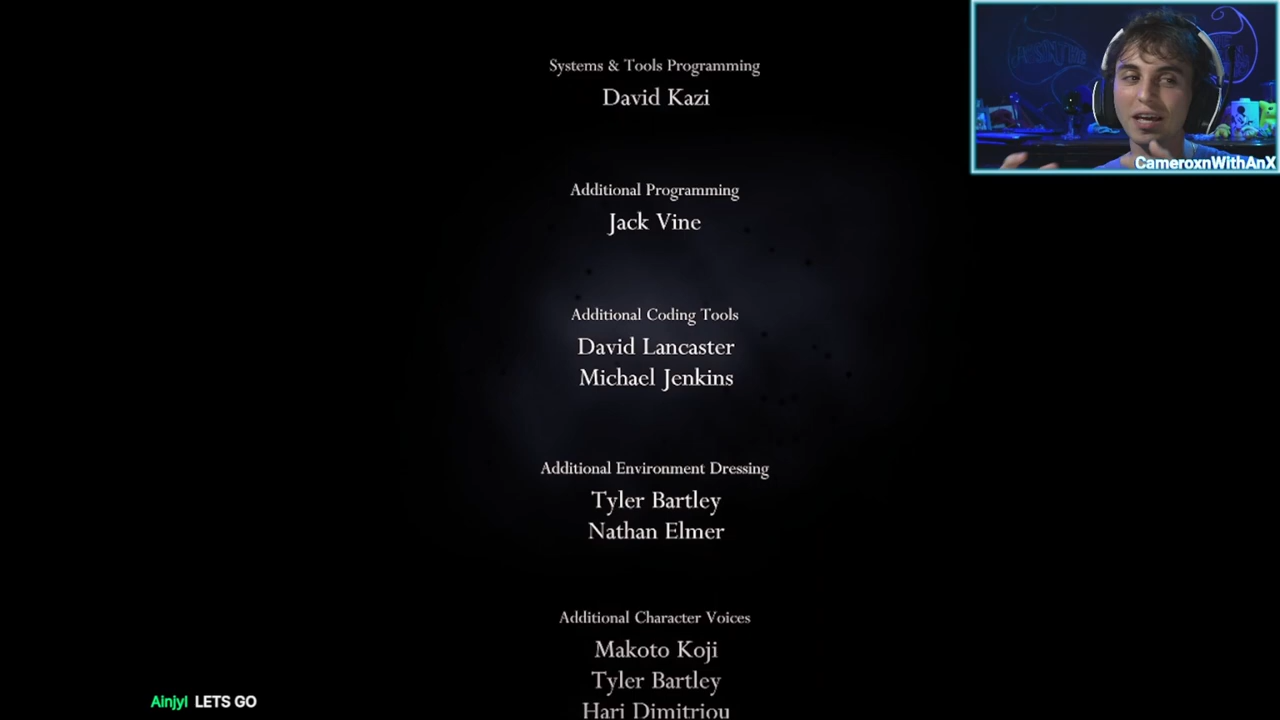 Systems & Tools Programming
David Kazi
Additional Programming
Jack Vine
Additional Coding Tools
David Lancaster
Michael Jenkins
Additional Environment Dressing
Tyler Bartley
Nathan Elmer
Additional Character Voices
Makoto Koji
Tyler Bartley
Hari Dimitriou
CameroxnWithAnX
Ainjyl LETS GO